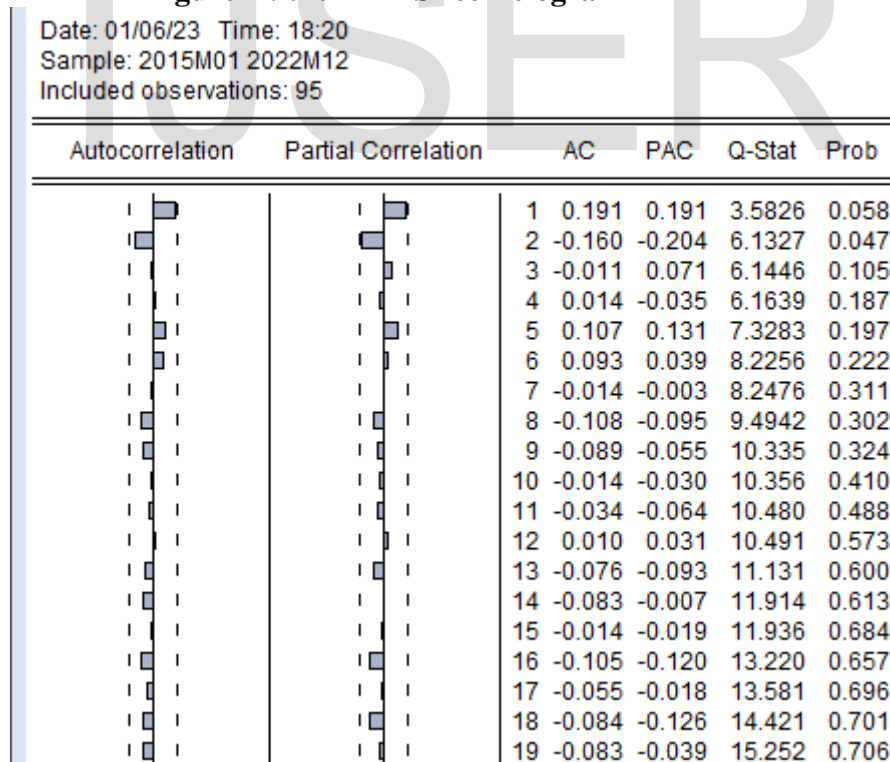 IJSER
Date: 01/06/23 Time: 18:20
Sample: 2015M01 2022M12
Included observations: 95
Autocorrelation Partial Correlation AC PAC Q-Stat Prob
1 0.191 0.191 3.5826 0.058
2 -0.160 -0.204 6.1327 0.047
3 -0.011 0.071 6.1446 0.105
4 0.014 -0.035 6.1639 0.187
5 0.107 0.131 7.3283 0.197
6 0.093 0.039 8.2256 0.222
7 -0.014 -0.003 8.2476 0.311
8 -0.108 -0.095 9.4942 0.302
9 -0.089 -0.055 10.335 0.324
10 -0.014 -0.030 10.356 0.410
11 -0.034 -0.064 10.480 0.488
12 0.010 0.031 10.491 0.573
13 -0.076 -0.093 11.131 0.600
14 -0.083 -0.007 11.914 0.613
15 -0.014 -0.019 11.936 0.684
16 -0.105 -0.120 13.220 0.657
17 -0.055 -0.018 13.581 0.696
18 -0.084 -0.126 14.421 0.701
19 -0.083 -0.039 15.252 0.706